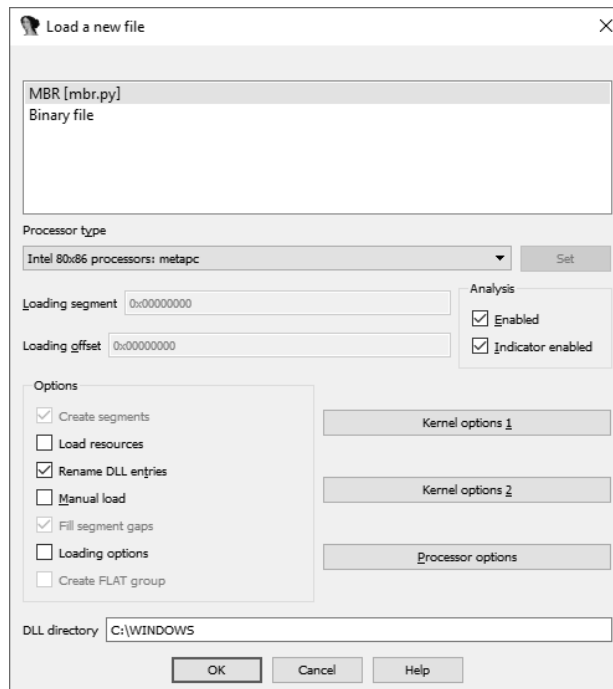 Load a new file
MBR [mbr.py]
Binary file
Processor type
Intel 80x86 processors: metapc
Set
Loading segment 0x00000000
Loading offset 0x00000000
Analysis
Enabled
Indicator enabled
Options
Create segments
Load resources
Rename DLL entries
Manual load
Fill segment gaps
Loading options
Create FLAT group
Kernel options 1
Kernel options 2
Processor options
DLL directory C:\WINDOWS
OK Cancel Help